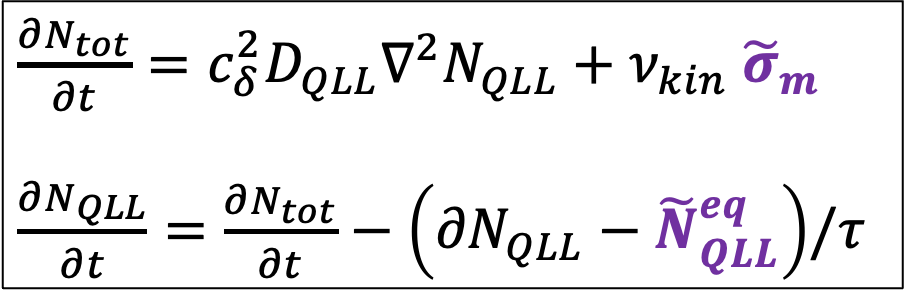 ∂N_tot/∂t = c_δ^2 D_QLL ∇^2 N_QLL + ν_kin σ̃_m
∂N_QLL/∂t = ∂N_tot/∂t − (∂N_QLL − Ñ_QLL^eq)/τ